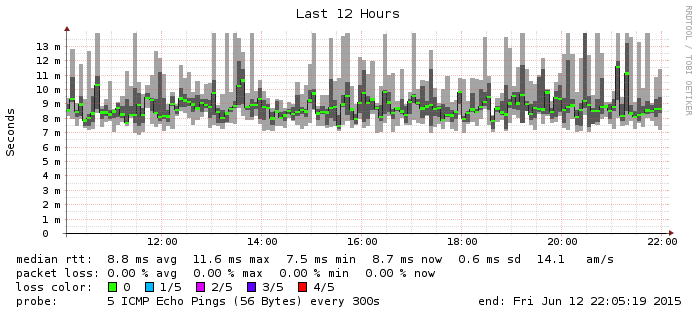 Last 12 Hours
RRDTOOL / TOBI OETIKER
Seconds
13 m
12 m
11 m
10 m
9 m
8 m
7 m
6 m
5 m
4 m
3 m
2 m
1 m
0
12:00 14:00 16:00 18:00 20:00 22:00
median rtt: 8.8 ms avg 11.6 ms max 7.5 ms min 8.7 ms now 0.6 ms sd 14.1 am/s
packet loss: 0.00 % avg 0.00 % max 0.00 % min 0.00 % now
loss color: 0 1/5 2/5 3/5 4/5
probe: 5 ICMP Echo Pings (56 Bytes) every 300s end: Fri Jun 12 22:05:19 2015